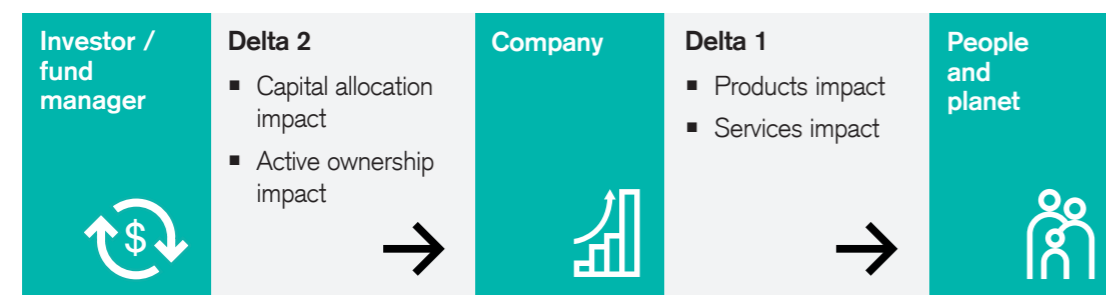 Investor /
fund
manager
Delta 2
▪ Capital allocation
impact
▪ Active ownership
impact
Company
Delta 1
▪ Products impact
▪ Services impact
People
and
planet
$